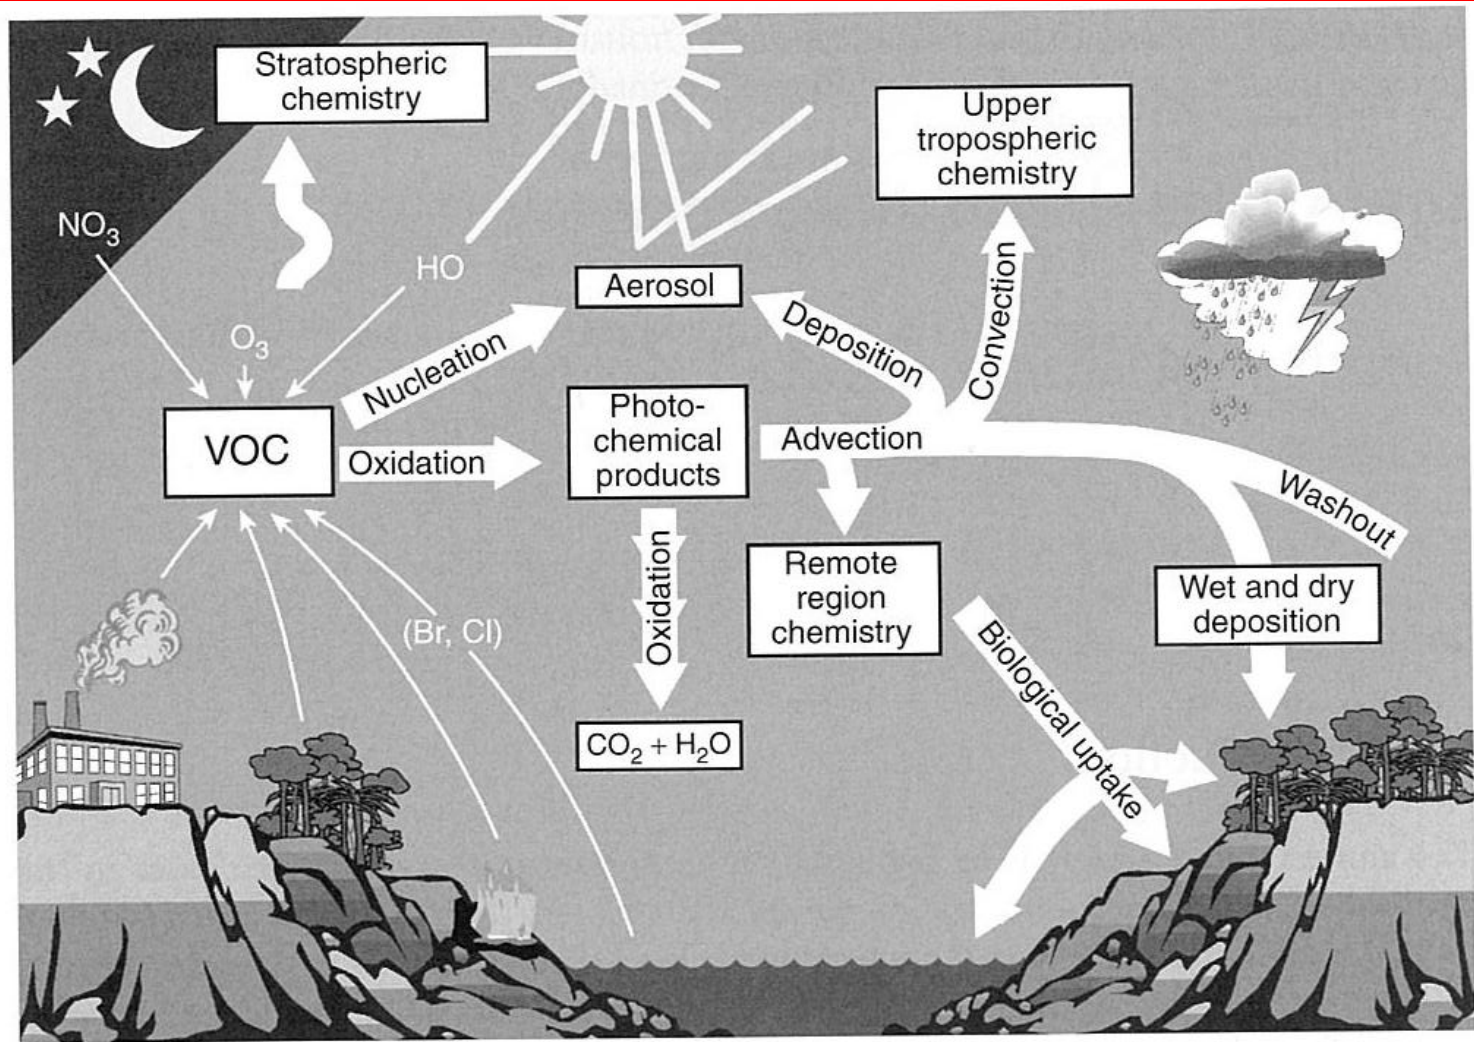 Stratospheric
chemistry
Upper
tropospheric
chemistry
NO₃
HO
O₃
Aerosol
Nucleation
Deposition
Convection
VOC
Oxidation
Photo-
chemical
products
Advection
Washout
Oxidation
Remote
region
chemistry
Wet and dry
deposition
(Br, Cl)
Biological uptake
CO₂ + H₂O